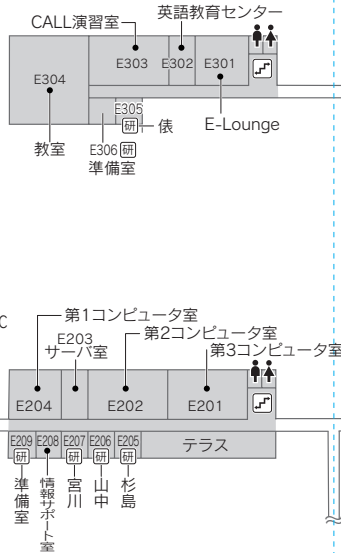 英語教育センター
CALL演習室
E303
E302
E301
E304
E305
研
俵
E-Lounge
教室
E306 研
準備室
C
第1コンピュータ室
E203
サーバ室
第2コンピュータ室
第3コンピュータ室
E204
E202
E201
E209
E208
E207
E206
E205
テラス
研
研
研
研
準備室
情報サポート室
宮川
山中
杉島